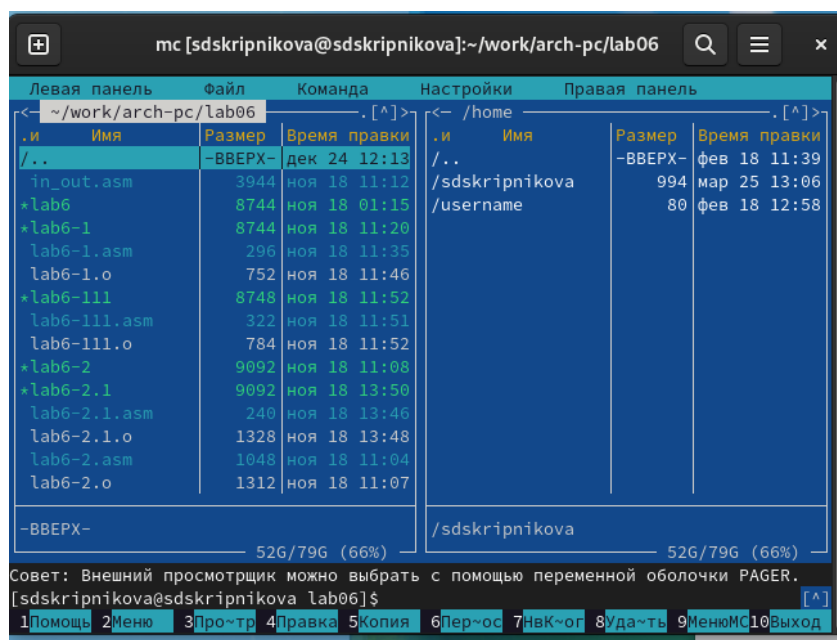 mc [sdskripnikova@sdskripnikova]:~/work/arch-pc/lab06
Левая панель Файл Команда Настройки Правая панель
<- ~/work/arch-pc/lab06 .[^]> <- /home .[^]>
.и Имя Размер Время правки .и Имя Размер Время правки
/.. -ВВЕРХ- дек 24 12:13 /.. -ВВЕРХ- фев 18 11:39
in_out.asm 3944 ноя 18 11:12 /sdskripnikova 994 мар 25 13:06
*lab6 8744 ноя 18 01:15 /username 80 фев 18 12:58
*lab6-1 8744 ноя 18 11:20
lab6-1.asm 296 ноя 18 11:35
lab6-1.o 752 ноя 18 11:46
*lab6-111 8748 ноя 18 11:52
lab6-111.asm 322 ноя 18 11:51
lab6-111.o 784 ноя 18 11:52
*lab6-2 9092 ноя 18 11:08
*lab6-2.1 9092 ноя 18 13:50
lab6-2.1.asm 240 ноя 18 13:46
lab6-2.1.o 1328 ноя 18 13:48
lab6-2.asm 1048 ноя 18 11:04
lab6-2.o 1312 ноя 18 11:07
-ВВЕРХ- /sdskripnikova
52G/79G (66%) 52G/79G (66%)
Совет: Внешний просмотрщик можно выбрать с помощью переменной оболочки PAGER.
[sdskripnikova@sdskripnikova lab06]$ [^]
1Помощь 2Меню 3Про~тр 4Правка 5Копия 6Пер~ос 7НвК~ог 8Уда~ть 9МенюMC 10Выход